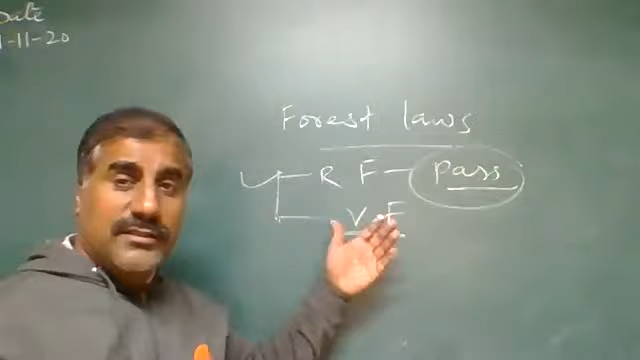 Date
1-11-20
Forest laws
R F - Pass
V F